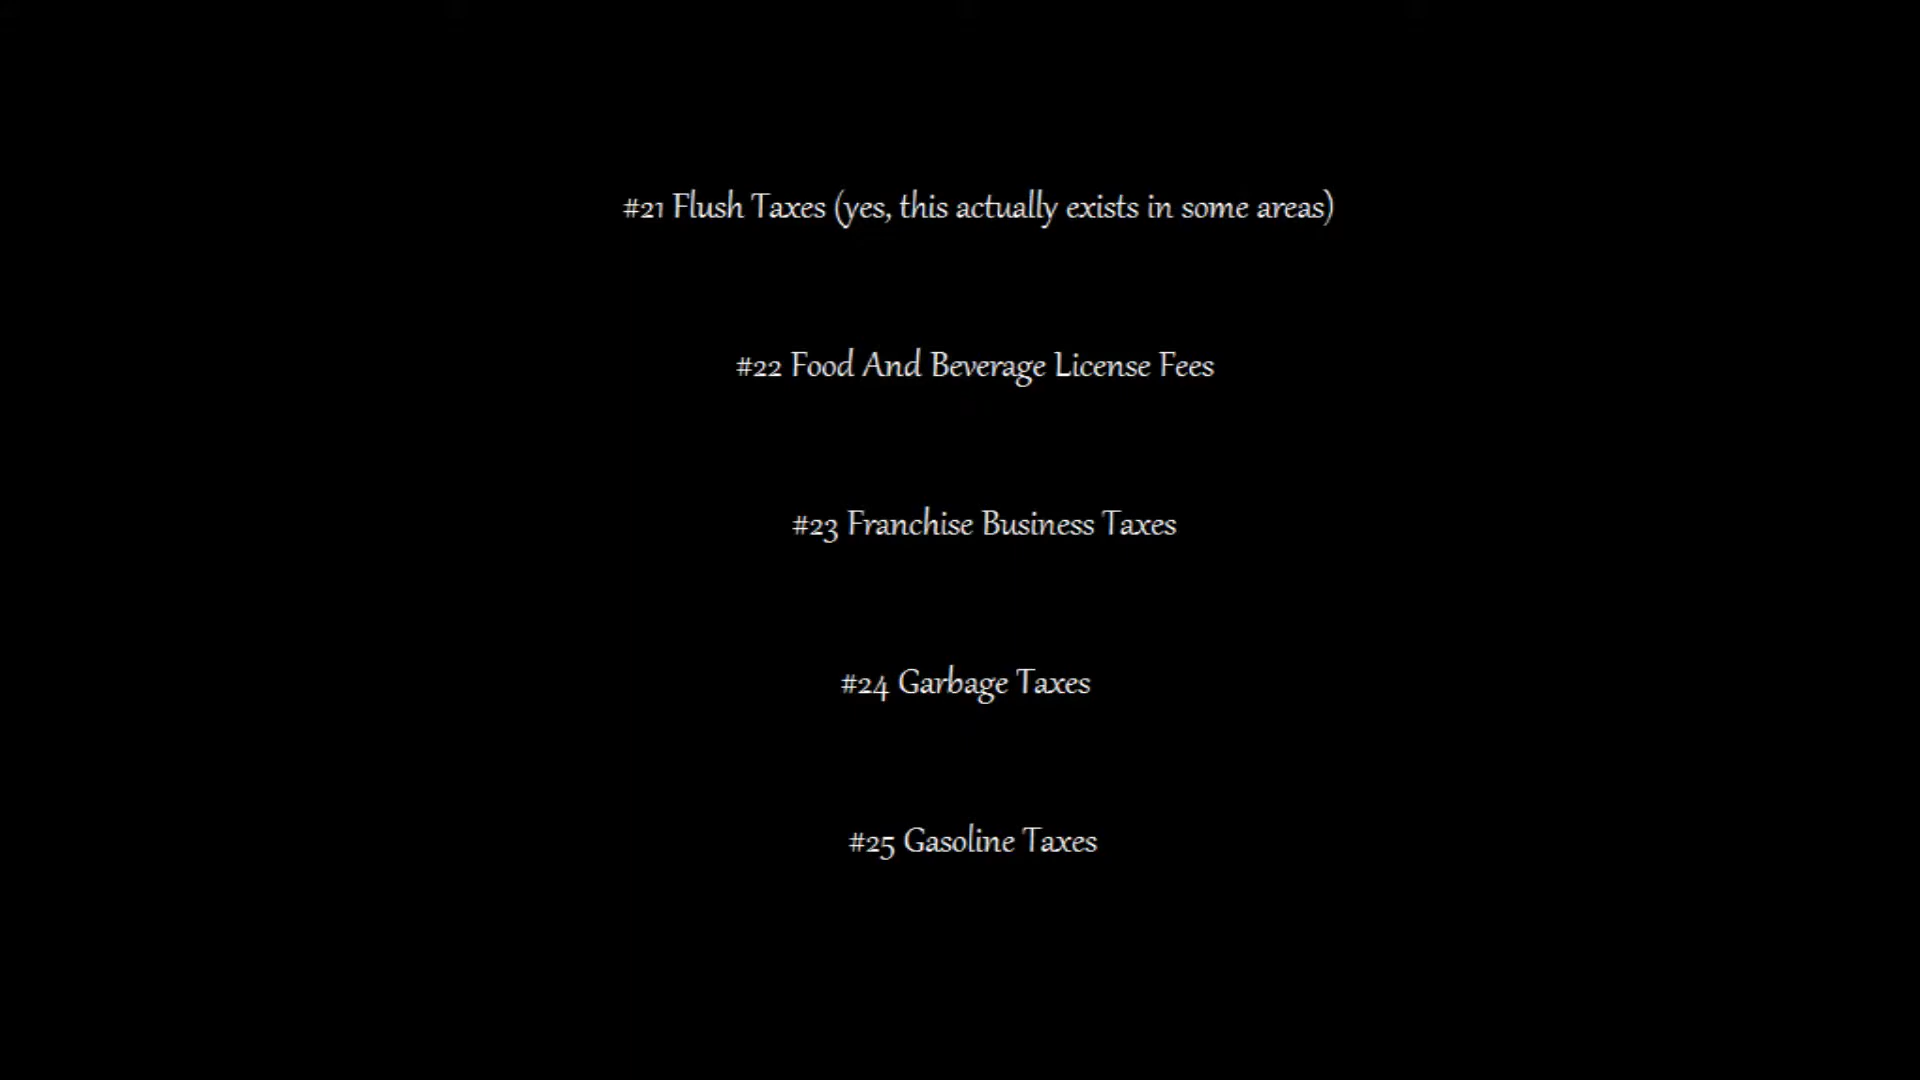 #21 Flush Taxes (yes, this actually exists in some areas)
#22 Food And Beverage License Fees
#23 Franchise Business Taxes
#24 Garbage Taxes
#25 Gasoline Taxes